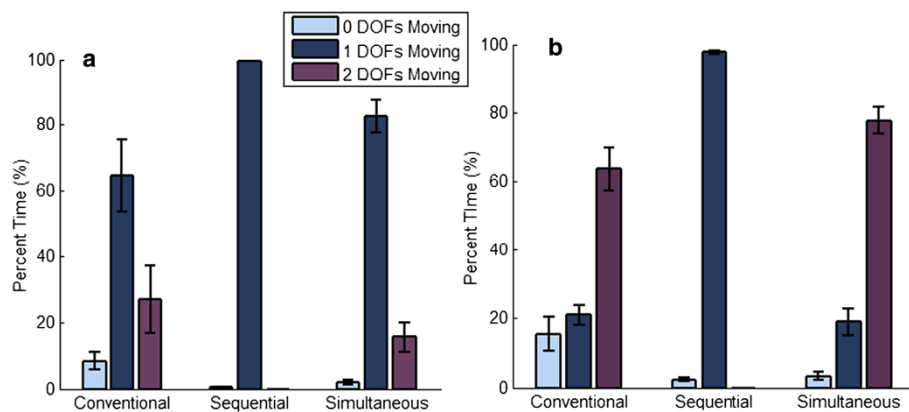 a
0 DOFs Moving
1 DOFs Moving
2 DOFs Moving
Percent Time (%)
100
80
60
40
20
0
Conventional Sequential Simultaneous
b
Percent TIme (%)
100
80
60
40
20
0
Conventional Sequential Simultaneous